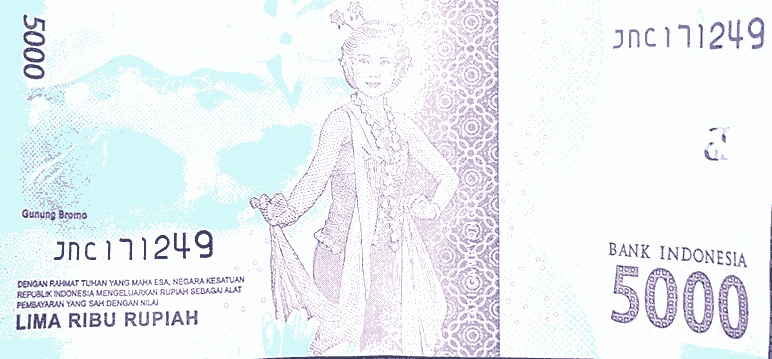 5000
JNC171249
Gunung Bromo
JNC171249
DENGAN RAHMAT TUHAN YANG MAHA ESA, NEGARA KESATUAN
REPUBLIK INDONESIA MENGELUARKAN RUPIAH SEBAGAI ALAT
PEMBAYARAN YANG SAH DENGAN NILAI
LIMA RIBU RUPIAH
BANK INDONESIA
5000